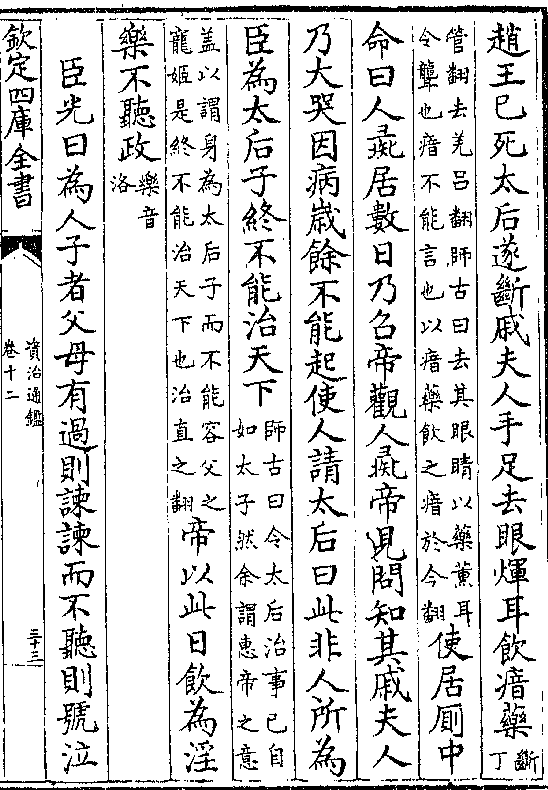 趙王已死太后遂斷戚夫人手足去眼煇耳飲瘖藥斷丁
管翻去羌呂翻師古曰去其眼睛以藥薰耳令聾也瘖不能言也以瘖藥飲之瘖於今翻使居厠中
命曰人彘居數日乃召帝觀人彘帝見問知其戚夫人
乃大哭因病歲餘不能起使人請太后曰此非人所為
臣為太后子終不能治天下師古曰令太后治事已自如太子然余謂惠帝之意
盖以謂身為太后子而不能容父之寵姬是終不能治天下也治直之翻帝以此日飲為淫
樂不聽政樂音洛
臣光曰為人子者父母有過則諫諫而不聽則號泣
欽定四庫全書
資治通鑑
卷十二
三十三